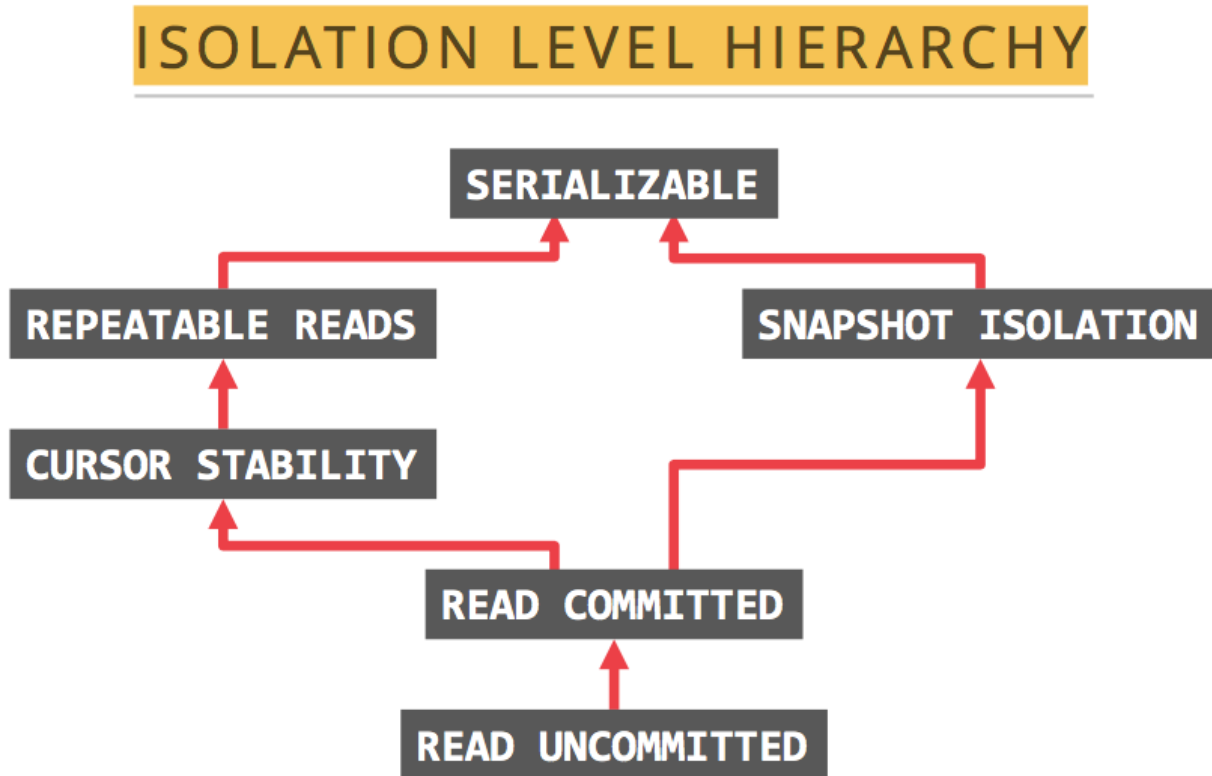 ISOLATION LEVEL HIERARCHY
SERIALIZABLE
REPEATABLE READS
SNAPSHOT ISOLATION
CURSOR STABILITY
READ COMMITTED
READ UNCOMMITTED